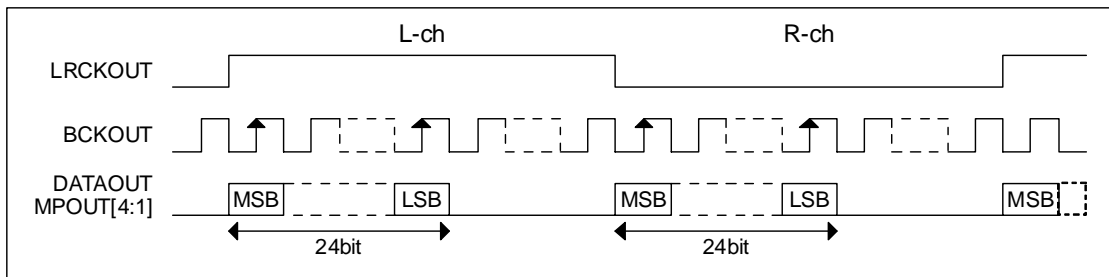 L-ch R-ch
LRCKOUT
BCKOUT
DATAOUT
MPOUT[4:1]
MSB LSB MSB LSB MSB
24bit 24bit